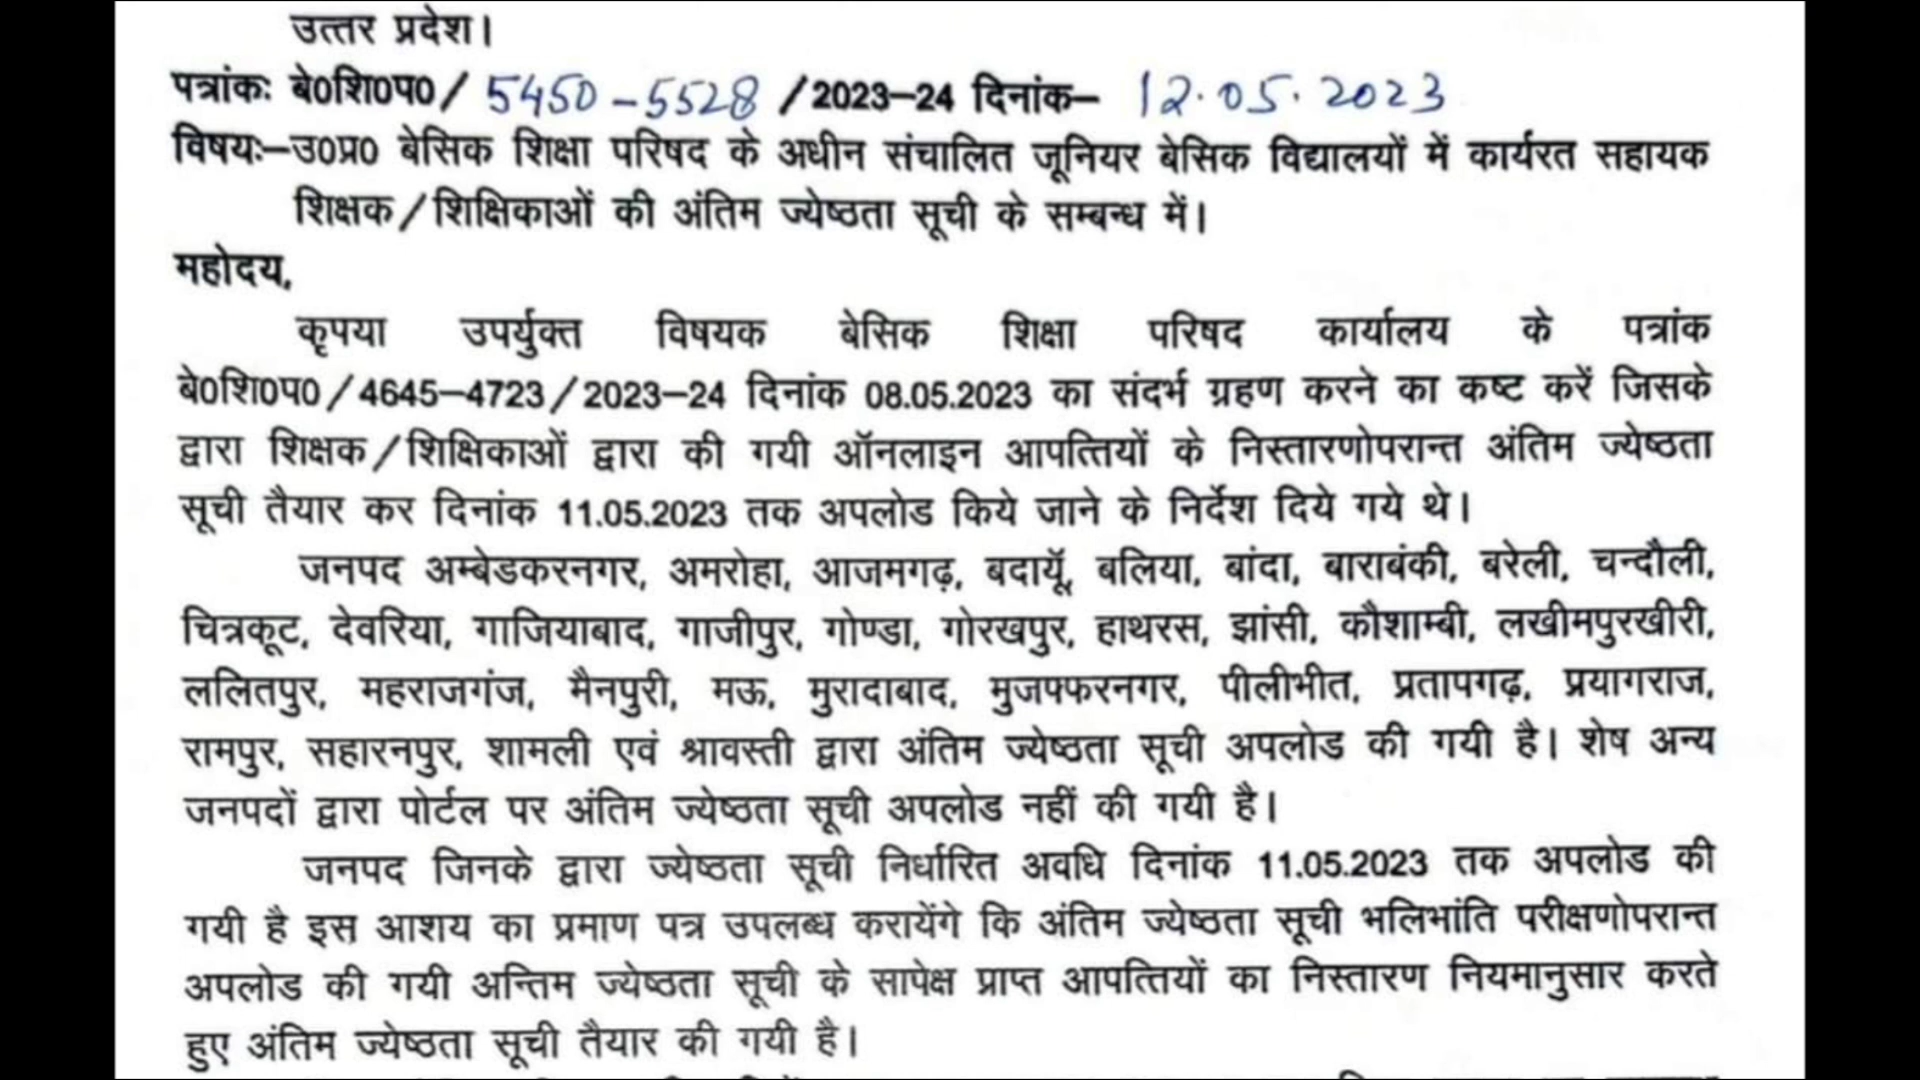 उत्तर प्रदेश।
पत्रांकः बे0शि0प0/ 5450-5528 /2023-24 दिनांक- 12.05.2023
विषयः-उ0प्र0 बेसिक शिक्षा परिषद के अधीन संचालित जूनियर बेसिक विद्यालयों में कार्यरत सहायक
शिक्षक/शिक्षिकाओं की अंतिम ज्येष्ठता सूची के सम्बन्ध में।
महोदय,
कृपया उपर्युक्त विषयक बेसिक शिक्षा परिषद कार्यालय के पत्रांक
बे0शि0प0/4645-4723/2023-24 दिनांक 08.05.2023 का संदर्भ ग्रहण करने का कष्ट करें जिसके
द्वारा शिक्षक/शिक्षिकाओं द्वारा की गयी ऑनलाइन आपत्तियों के निस्तारणोपरान्त अंतिम ज्येष्ठता
सूची तैयार कर दिनांक 11.05.2023 तक अपलोड किये जाने के निर्देश दिये गये थे।
जनपद अम्बेडकरनगर, अमरोहा, आजमगढ़, बदायूॅं, बलिया, बांदा, बाराबंकी, बरेली, चन्दौली,
चित्रकूट, देवरिया, गाजियाबाद, गाजीपुर, गोण्डा, गोरखपुर, हाथरस, झांसी, कौशाम्बी, लखीमपुरखीरी,
ललितपुर, महराजगंज, मैनपुरी, मऊ, मुरादाबाद, मुजफ्फरनगर, पीलीभीत, प्रतापगढ़, प्रयागराज,
रामपुर, सहारनपुर, शामली एवं श्रावस्ती द्वारा अंतिम ज्येष्ठता सूची अपलोड की गयी है। शेष अन्य
जनपदों द्वारा पोर्टल पर अंतिम ज्येष्ठता सूची अपलोड नहीं की गयी है।
जनपद जिनके द्वारा ज्येष्ठता सूची निर्धारित अवधि दिनांक 11.05.2023 तक अपलोड की
गयी है इस आशय का प्रमाण पत्र उपलब्ध करायेंगे कि अंतिम ज्येष्ठता सूची भलिभांति परीक्षणोपरान्त
अपलोड की गयी अन्तिम ज्येष्ठता सूची के सापेक्ष प्राप्त आपत्तियों का निस्तारण नियमानुसार करते
हुए अंतिम ज्येष्ठता सूची तैयार की गयी है।